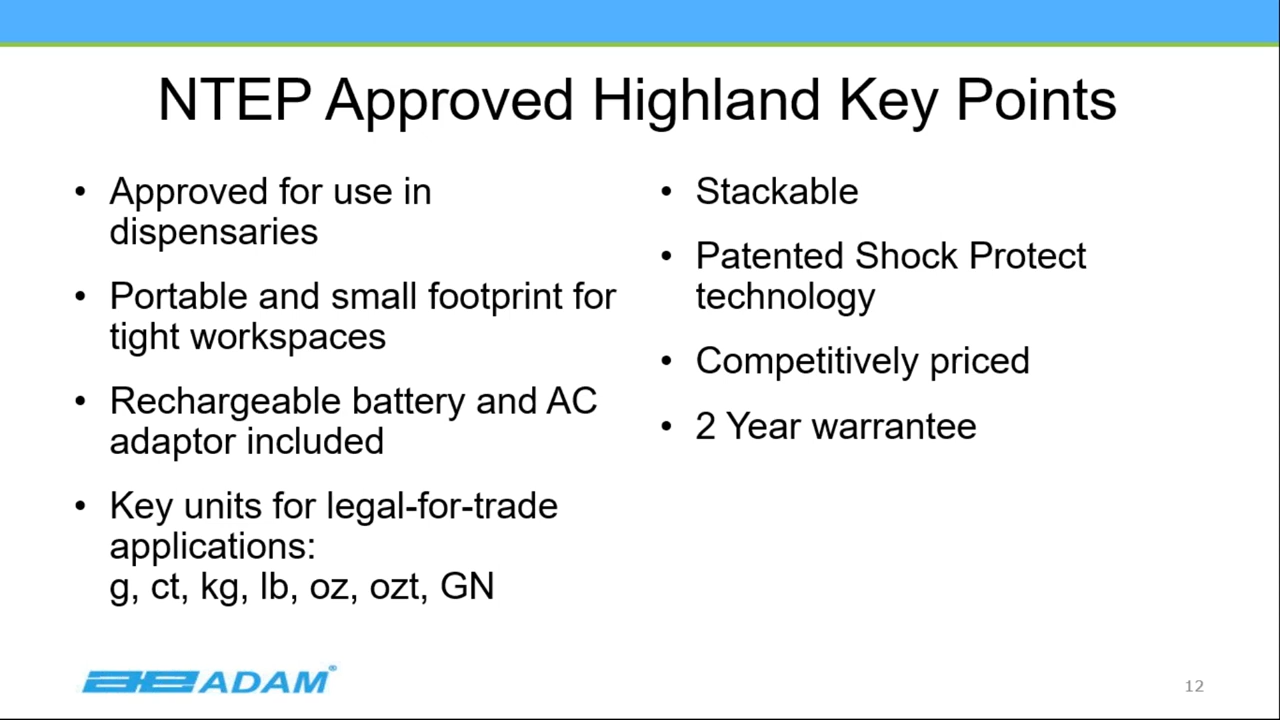 NTEP Approved Highland Key Points
• Approved for use in
dispensaries
• Portable and small footprint for
tight workspaces
• Rechargeable battery and AC
adaptor included
• Key units for legal-for-trade
applications:
g, ct, kg, lb, oz, ozt, GN
• Stackable
• Patented Shock Protect
technology
• Competitively priced
• 2 Year warrantee
ADAM®
12